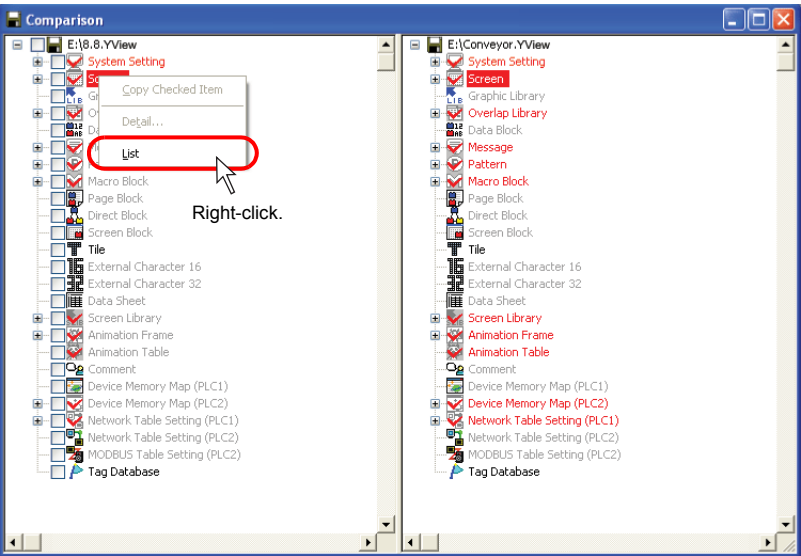 Comparison
E:\8.8.YView
System Setting
Copy Checked Item
Detail...
List
Macro Block
Page Block
Direct Block
Right-click.
Screen Block
Tile
External Character 16
External Character 32
Data Sheet
Screen Library
Animation Frame
Animation Table
Comment
Device Memory Map (PLC1)
Device Memory Map (PLC2)
Network Table Setting (PLC1)
Network Table Setting (PLC2)
MODBUS Table Setting (PLC2)
Tag Database
E:\Conveyor.YView
System Setting
Screen
Graphic Library
Overlap Library
Data Block
Message
Pattern
Macro Block
Page Block
Direct Block
Screen Block
Tile
External Character 16
External Character 32
Data Sheet
Screen Library
Animation Frame
Animation Table
Comment
Device Memory Map (PLC1)
Device Memory Map (PLC2)
Network Table Setting (PLC1)
Network Table Setting (PLC2)
MODBUS Table Setting (PLC2)
Tag Database